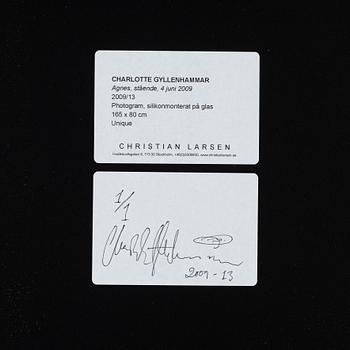 CHARLOTTE GYLLENHAMMAR
Agnes, stående, 4 juni 2009
2009/13
Photogram, silikonmonterat på glas
165 x 80 cm
Unique
CHRISTIAN LARSEN
1/1
2009 - 13